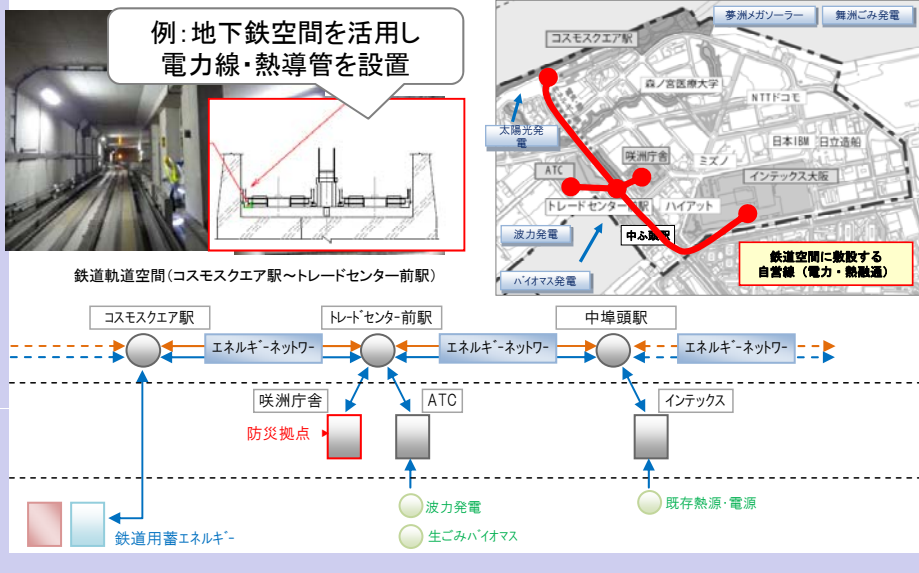 例：地下鉄空間を活用し
電力線・熱導管を設置
鉄道軌道空間(コスモスクエア駅～トレードセンター前駅)
夢洲メガソーラー
舞洲ごみ発電
コスモスクエア駅
森ノ宮医療大学
NTTドコモ
太陽光発
電
日本IBM
日立造船
咲洲庁舎
ミズノ
ATC
インテックス大阪
トレードセンター前駅
ハイアット
波力発電
中ふ頭駅
鉄道空間に敷設する
自営線（電力・熱融通）
バイオマス発電
コスモスクエア駅
トレードセンター前駅
中埠頭駅
エネルギーネットワー
エネルギーネットワー
エネルギーネットワー
咲洲庁舎
ATC
インテックス
防災拠点
波力発電
既存熱源・電源
生ごみバイオマス
鉄道用蓄エネルギー